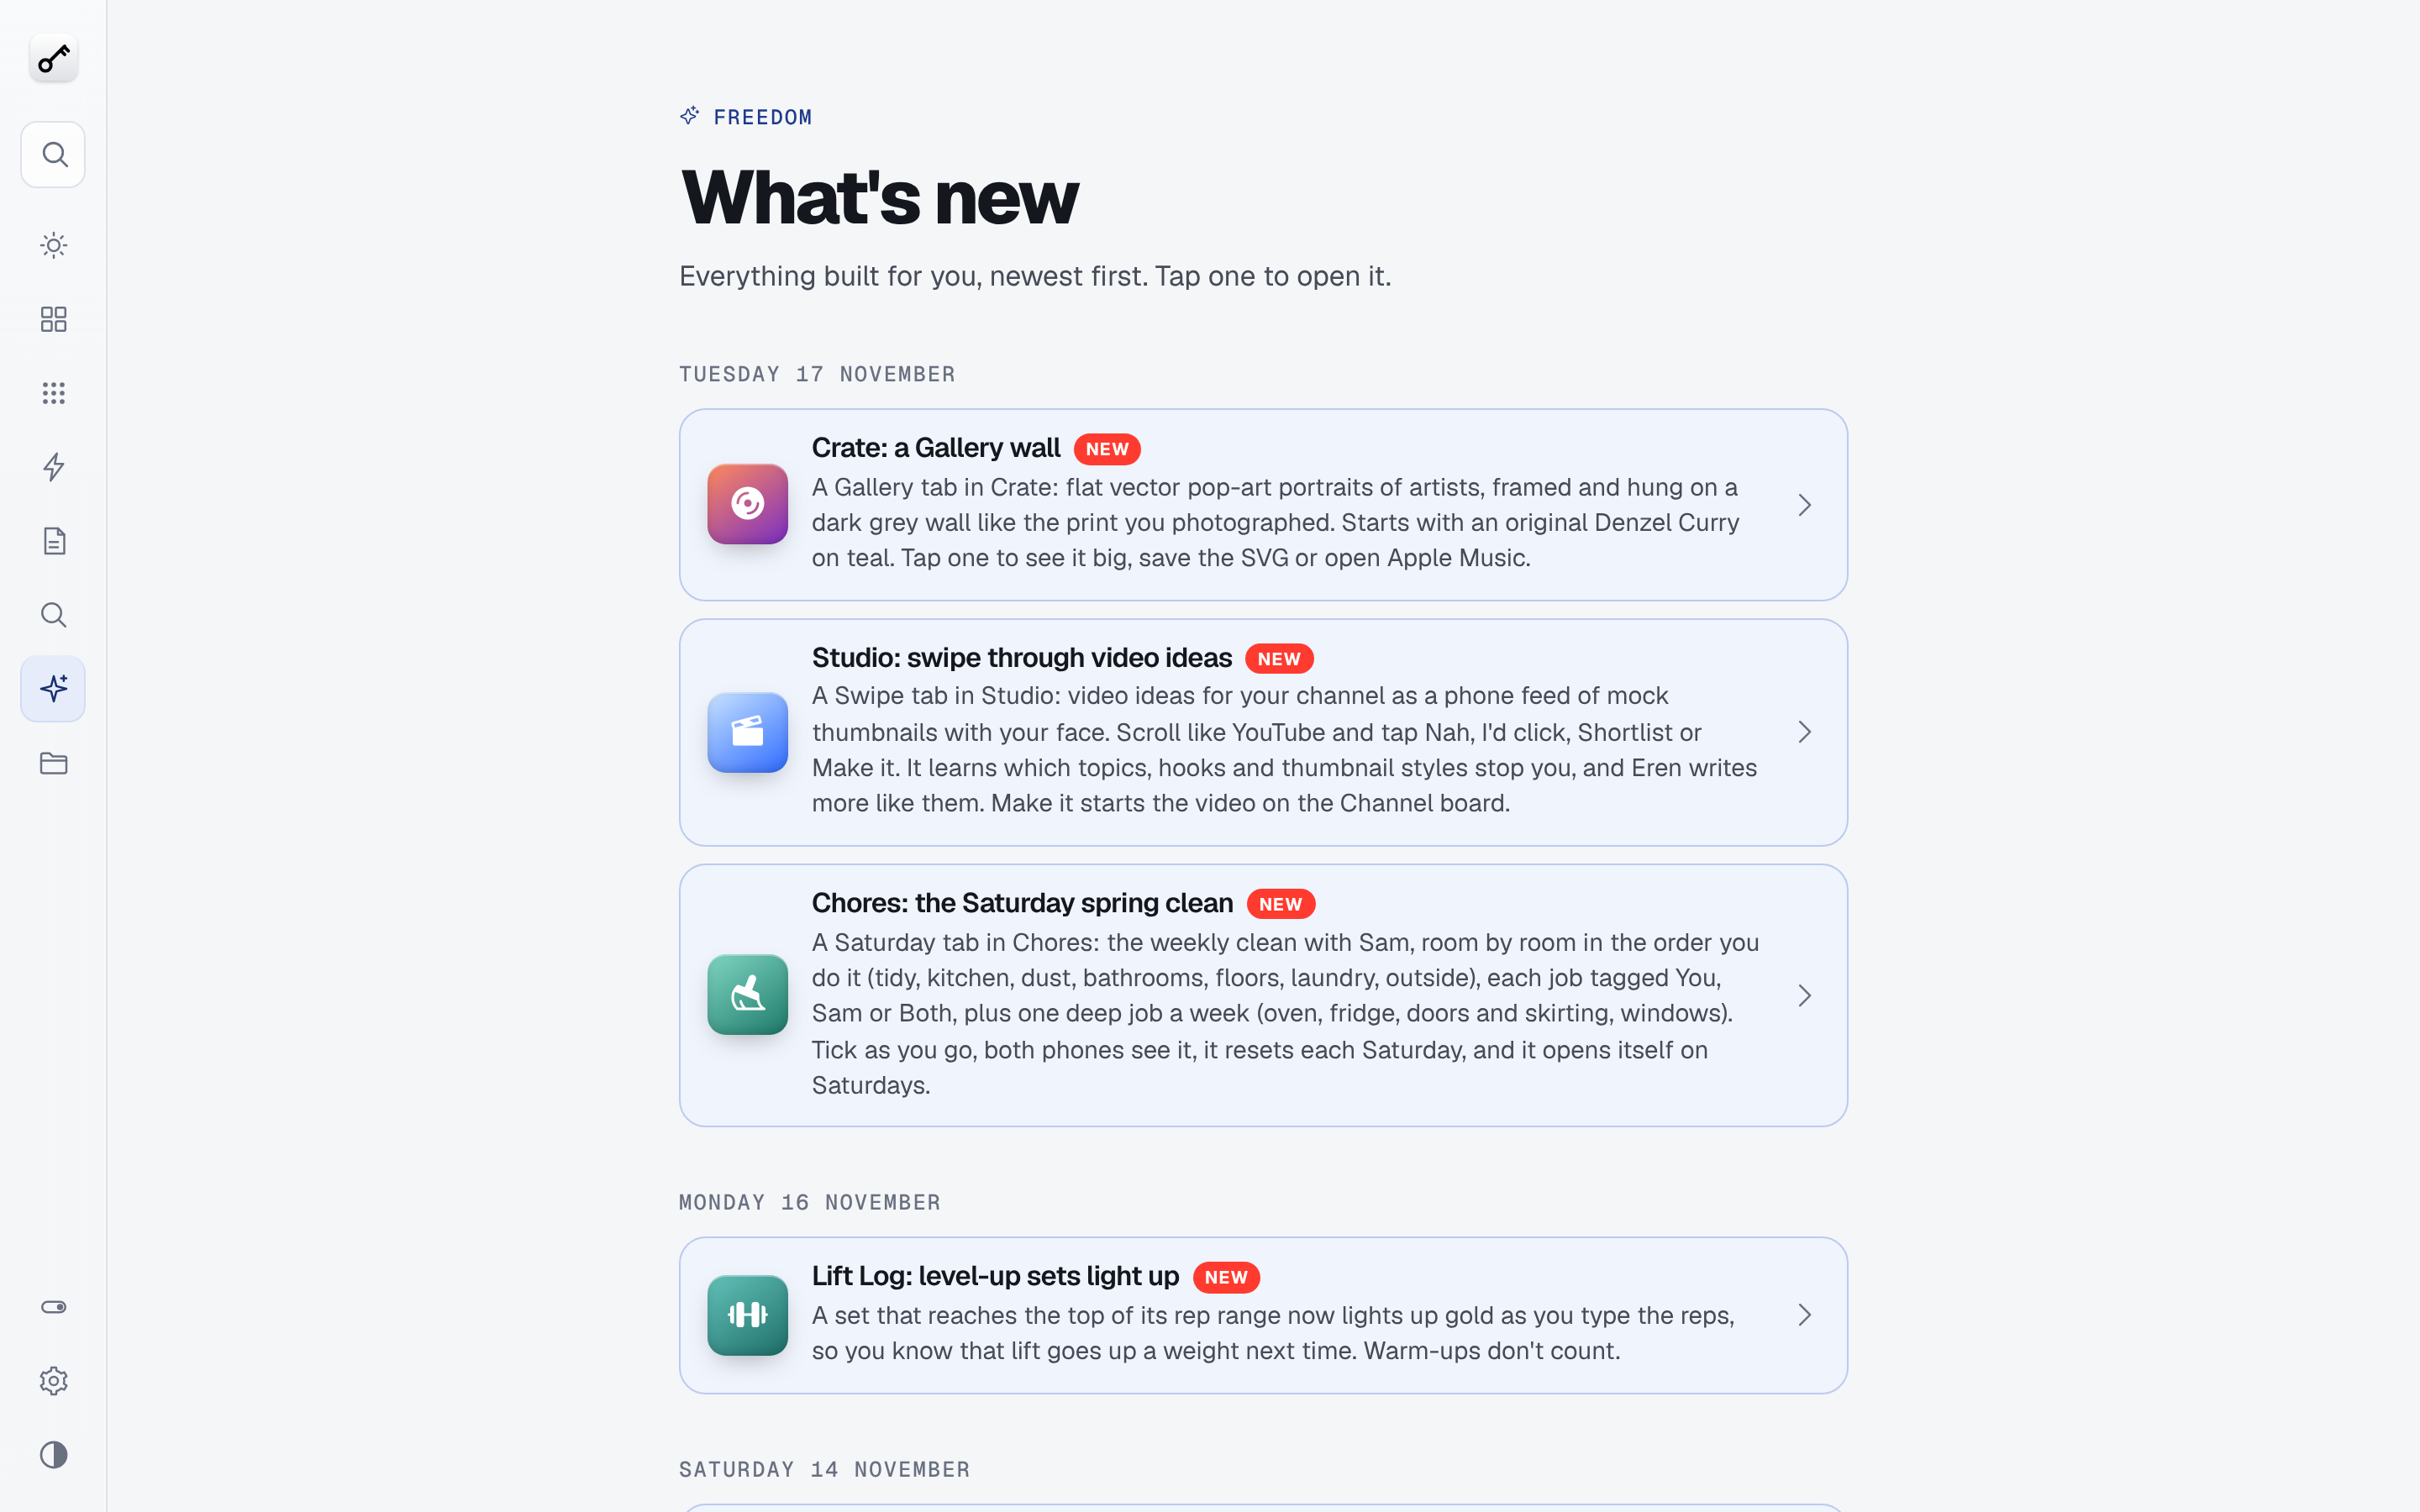 FREEDOM
What's new
Everything built for you, newest first. Tap one to open it.
TUESDAY 17 NOVEMBER
Crate: a Gallery wall NEW
A Gallery tab in Crate: flat vector pop-art portraits of artists, framed and hung on a
dark grey wall like the print you photographed. Starts with an original Denzel Curry
on teal. Tap one to see it big, save the SVG or open Apple Music.
Studio: swipe through video ideas NEW
A Swipe tab in Studio: video ideas for your channel as a phone feed of mock
thumbnails with your face. Scroll like YouTube and tap Nah, I'd click, Shortlist or
Make it. It learns which topics, hooks and thumbnail styles stop you, and Eren writes
more like them. Make it starts the video on the Channel board.
Chores: the Saturday spring clean NEW
A Saturday tab in Chores: the weekly clean with Sam, room by room in the order you
do it (tidy, kitchen, dust, bathrooms, floors, laundry, outside), each job tagged You,
Sam or Both, plus one deep job a week (oven, fridge, doors and skirting, windows).
Tick as you go, both phones see it, it resets each Saturday, and it opens itself on
Saturdays.
MONDAY 16 NOVEMBER
Lift Log: level-up sets light up NEW
A set that reaches the top of its rep range now lights up gold as you type the reps,
so you know that lift goes up a weight next time. Warm-ups don't count.
SATURDAY 14 NOVEMBER